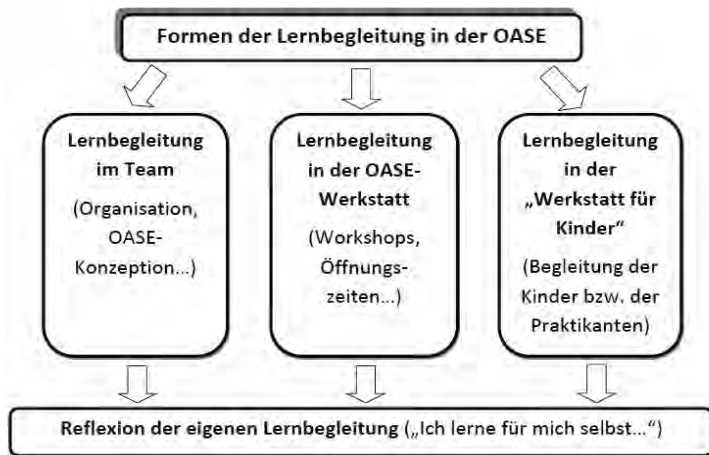 Formen der Lernbegleitung in der OASE
Lernbegleitung
im Team
(Organisation,
OASE-
Konzeption...)
Lernbegleitung
in der OASE-
Werkstatt
(Workshops,
Öffnungs-
zeiten...)
Lernbegleitung
in der
„Werkstatt für
Kinder“
(Begleitung der
Kinder bzw. der
Praktikanten)
Reflexion der eigenen Lernbegleitung („Ich lerne für mich selbst...“)